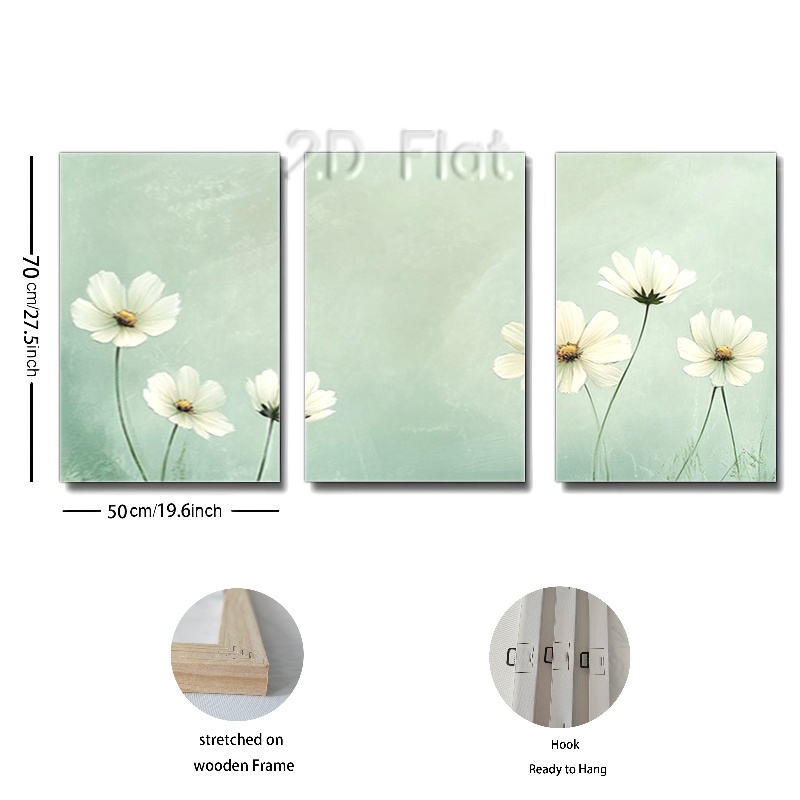 2D Flat
70 cm/27.5inch
50cm/19.6inch
stretched on
wooden Frame
Hook
Ready to Hang